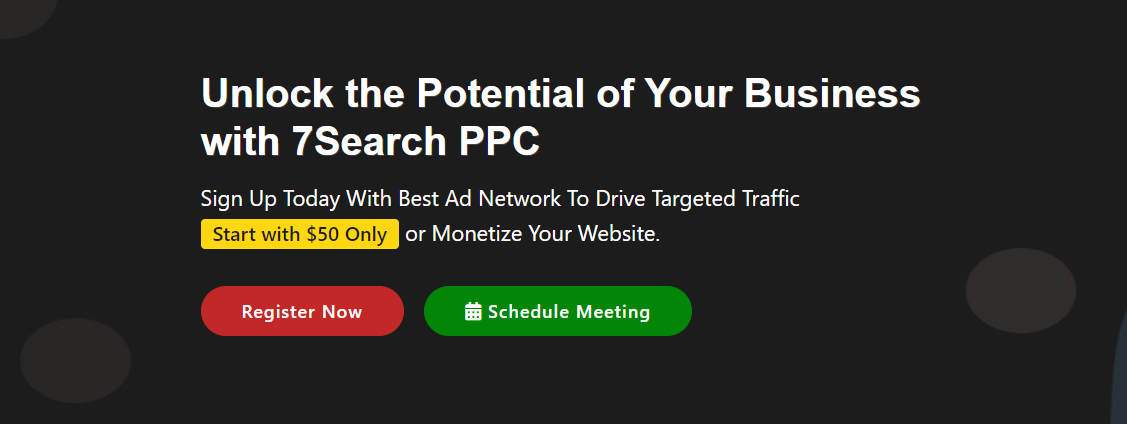 Unlock the Potential of Your Business
with 7Search PPC
Sign Up Today With Best Ad Network To Drive Targeted Traffic
Start with $50 Only or Monetize Your Website.
Register Now Schedule Meeting